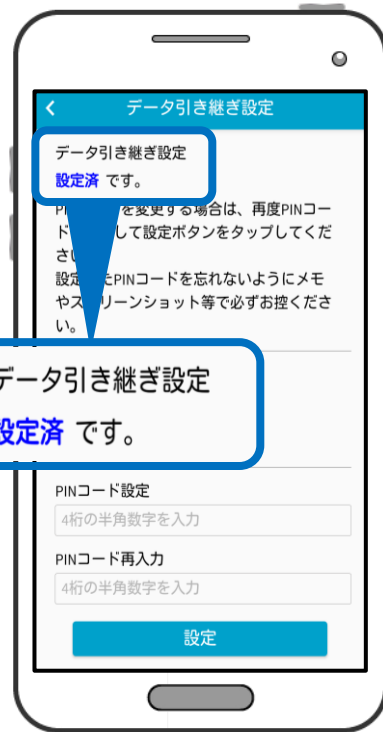 データ引き継ぎ設定
データ引き継ぎ設定
設定済 です。
を変更する場合は、再度PINコー
ド して設定ボタンをタップしてくだ
さ
設定 PINコードを忘れないようにメモ
やス リーンショット等で必ずお控えくださ
い。
データ引き継ぎ設定
設定済 です。
PINコード設定
4桁の半角数字を入力
PINコード再入力
4桁の半角数字を入力
設定